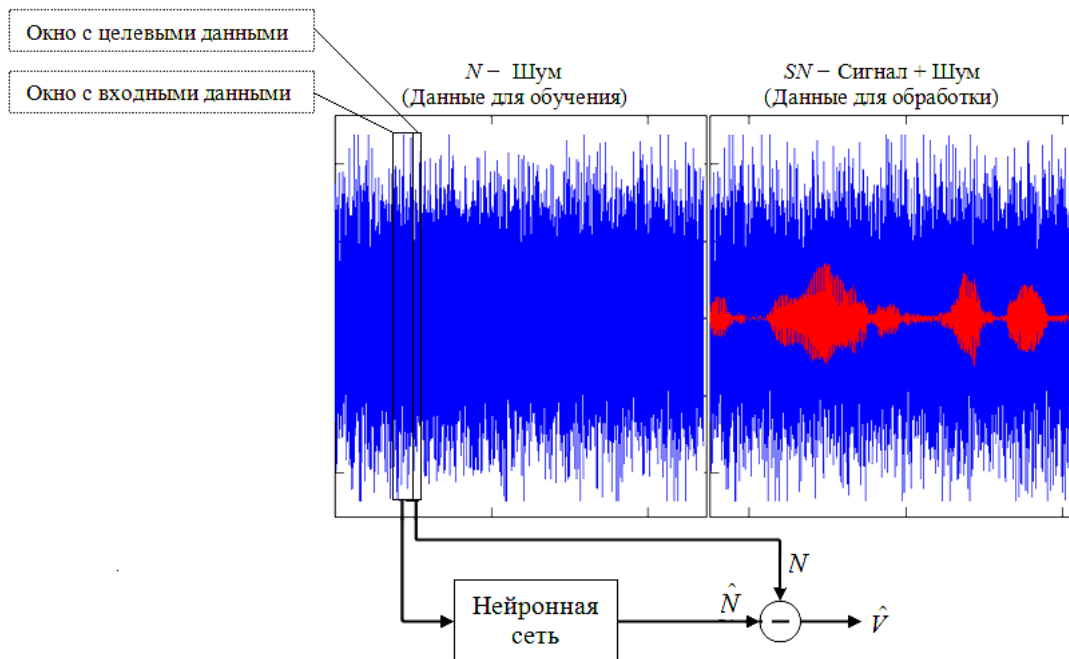 Окно с целевыми данными
Окно с входными данными
N − Шум
(Данные для обучения)
SN − Сигнал + Шум
(Данные для обработки)
N
Нейронная
сеть
N̂
−
V̂